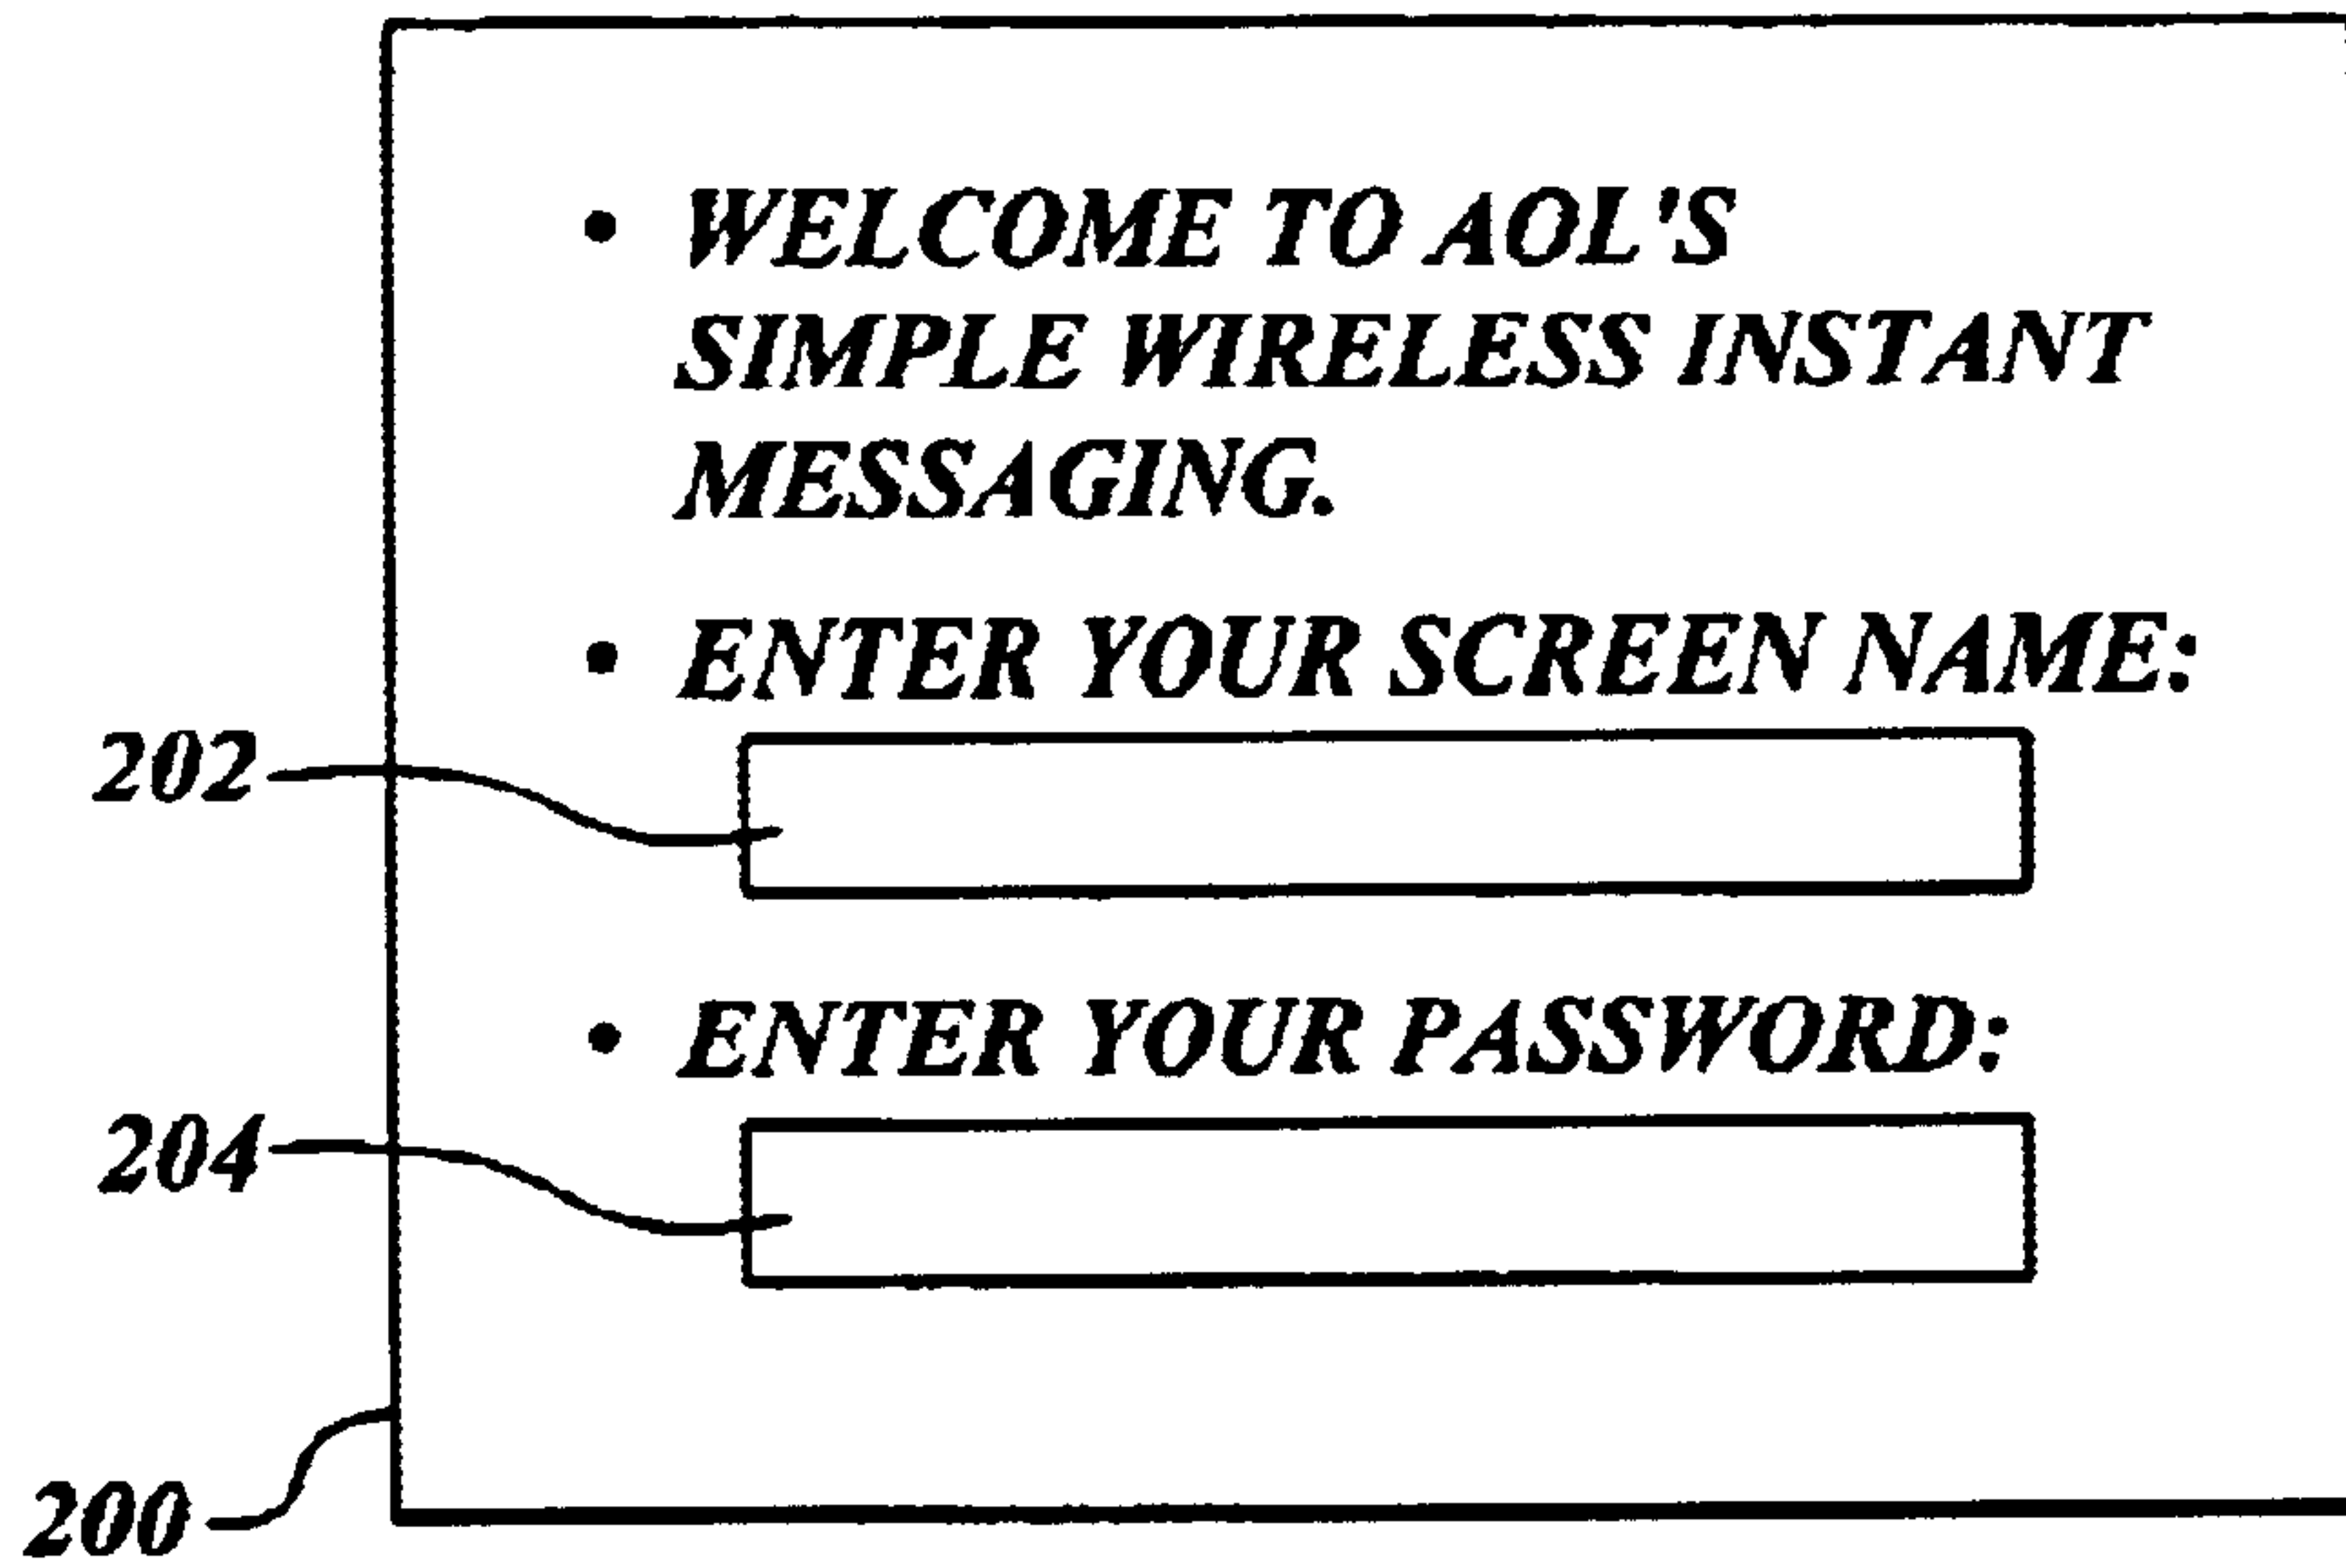 • WELCOME TO AOL'S
SIMPLE WIRELESS INSTANT
MESSAGING.
• ENTER YOUR SCREEN NAME:
202
• ENTER YOUR PASSWORD:
204
200